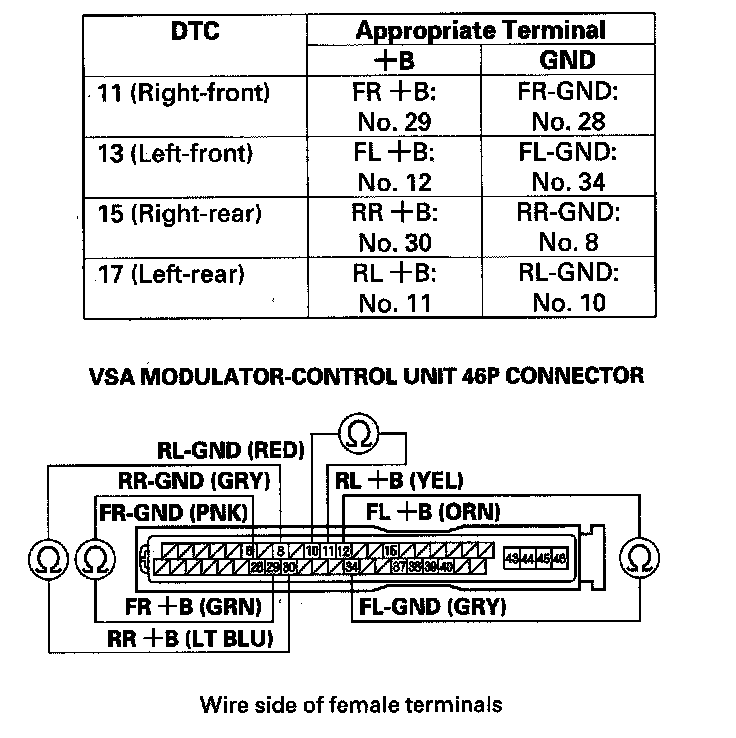 DTC Appropriate Terminal
+B GND
11 (Right-front) FR +B: FR-GND:
No. 29 No. 28
13 (Left-front) FL +B: FL-GND:
No. 12 No. 34
15 (Right-rear) RR +B: RR-GND:
No. 30 No. 8
17 (Left-rear) RL +B: RL-GND:
No. 11 No. 10
VSA MODULATOR-CONTROL UNIT 46P CONNECTOR
Ω
RL-GND (RED)
RR-GND (GRY) RL +B (YEL)
FR-GND (PNK) FL +B (ORN)
Ω Ω Ω
6 8 10 11 12 15
43 44 45 46
28 29 30 34 37 38 39 40
FR +B (GRN) FL-GND (GRY)
RR +B (LT BLU)
Wire side of female terminals